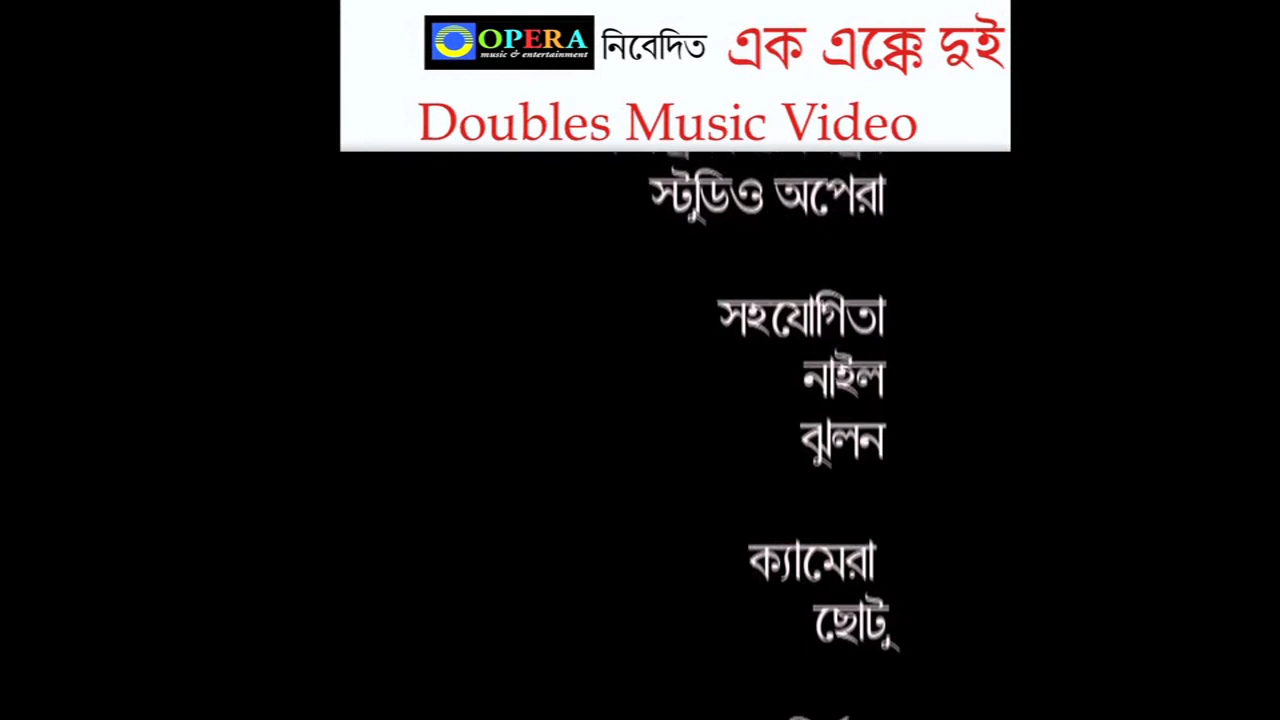 OPERA নিবেদিত এক এক্কে দুই
music & entertainment
Doubles Music Video
স্টুডিও অপেরা
সহযোগিতা
নাইল
ঝুলন
ক্যামেরা
ছোটু